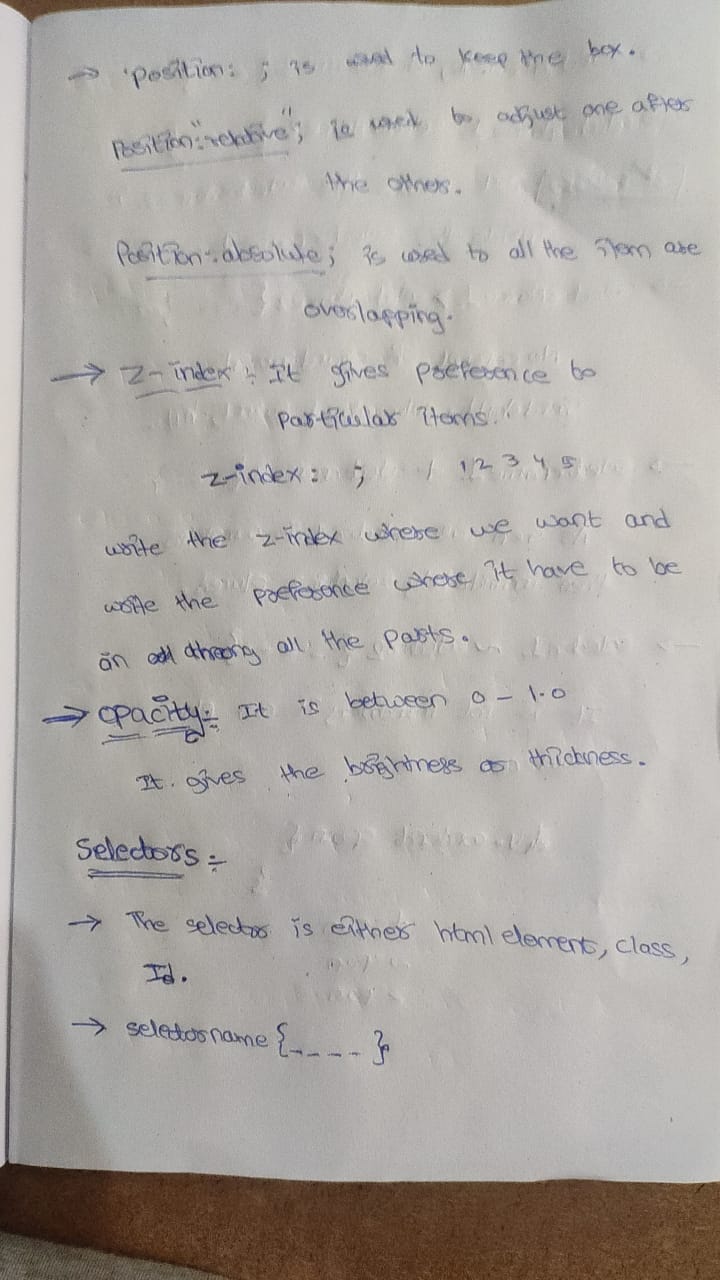 → "position: ; is used to keep the box.
Position:"relative"; is used to adjust one after
the others.
Position:absolute; is used to all the item are
overlapping.
→ z-index : It gives preference to
particular items.
z-index: ; 1 2 3 4 5
write the z-index where we want and
write the preference where it have to be
in all the parts.
→ opacity:- It is between 0 - 1.0
It gives the brightness or thickness.
Selectors :-
→ The selector is either html element, class,
Id.
→ selectorname {- - - - }